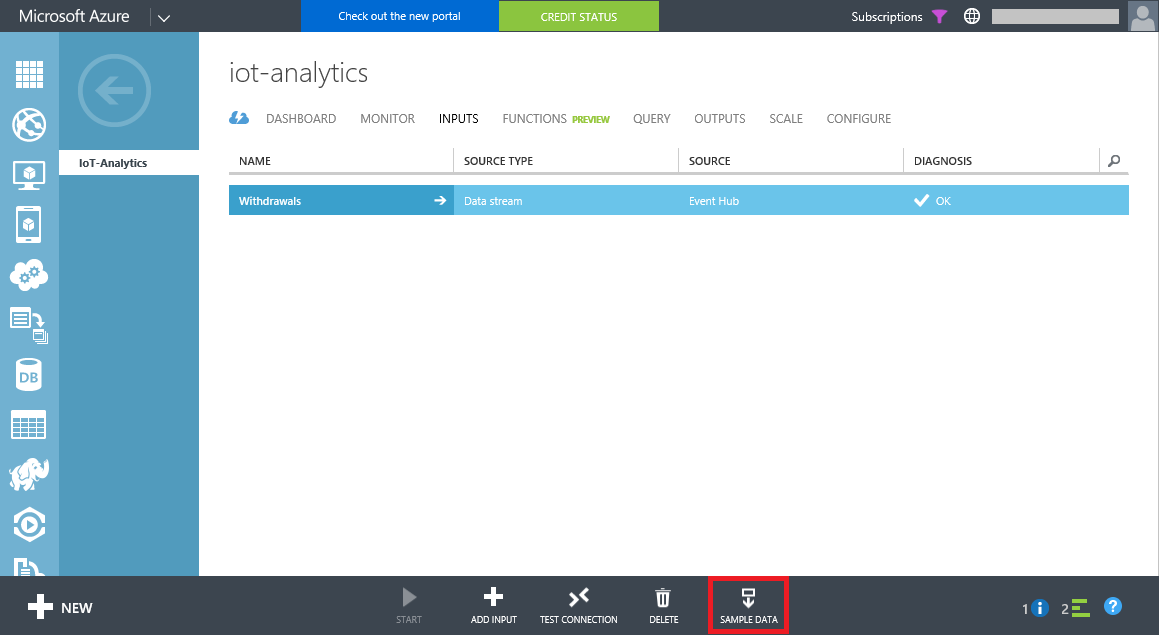 Microsoft Azure
Check out the new portal
CREDIT STATUS
Subscriptions
iot-analytics
DASHBOARD MONITOR INPUTS FUNCTIONS PREVIEW QUERY OUTPUTS SCALE CONFIGURE
IoT-Analytics
NAME SOURCE TYPE SOURCE DIAGNOSIS
Withdrawals Data stream Event Hub OK
DB
NEW
START
ADD INPUT
TEST CONNECTION
DELETE
SAMPLE DATA
1 i 2 ?